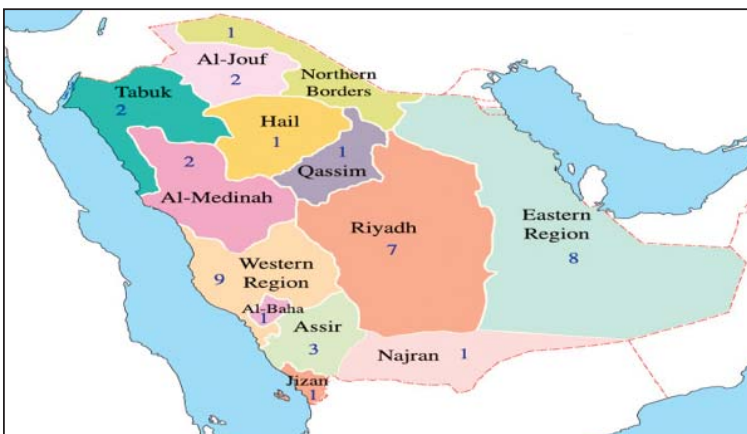 1
Al-Jouf
2
Northern
Borders
Tabuk
2
Hail
1
1
Qassim
2
Al-Medinah
Riyadh
7
Eastern
Region
8
9
Western
Region
Al-Baha
1
Assir
3
Najran
1
Jizan
1